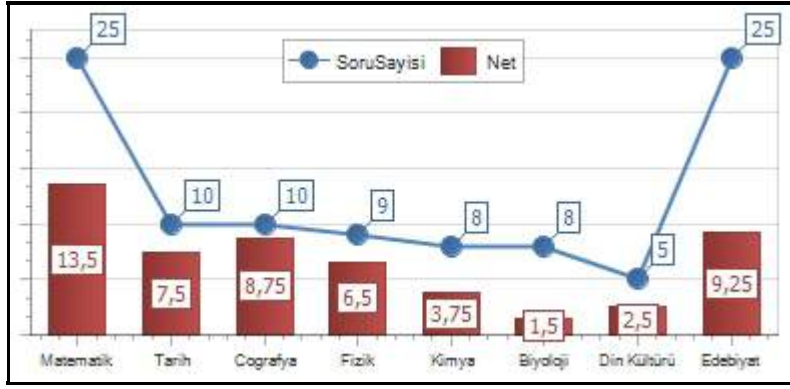 25
25
SoruSayisi
Net
10
10
9
8
8
5
13,5
7,5
8,75
6,5
3,75
1,5
2,5
9,25
Matematik
Tarih
Cografya
Fizik
Kimya
Biyoloji
Din Kültürü
Edebiyat